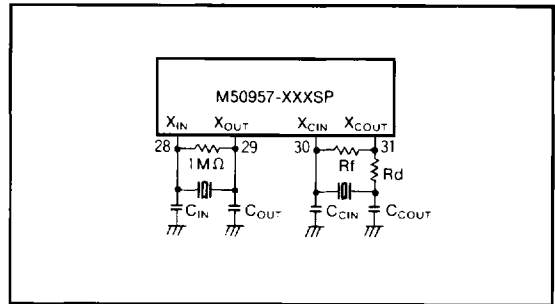 M50957-XXXSP
XIN XOUT XCIN XCOUT
28 29 30 31
1MΩ Rf Rd
CIN COUT CCIN CCOUT